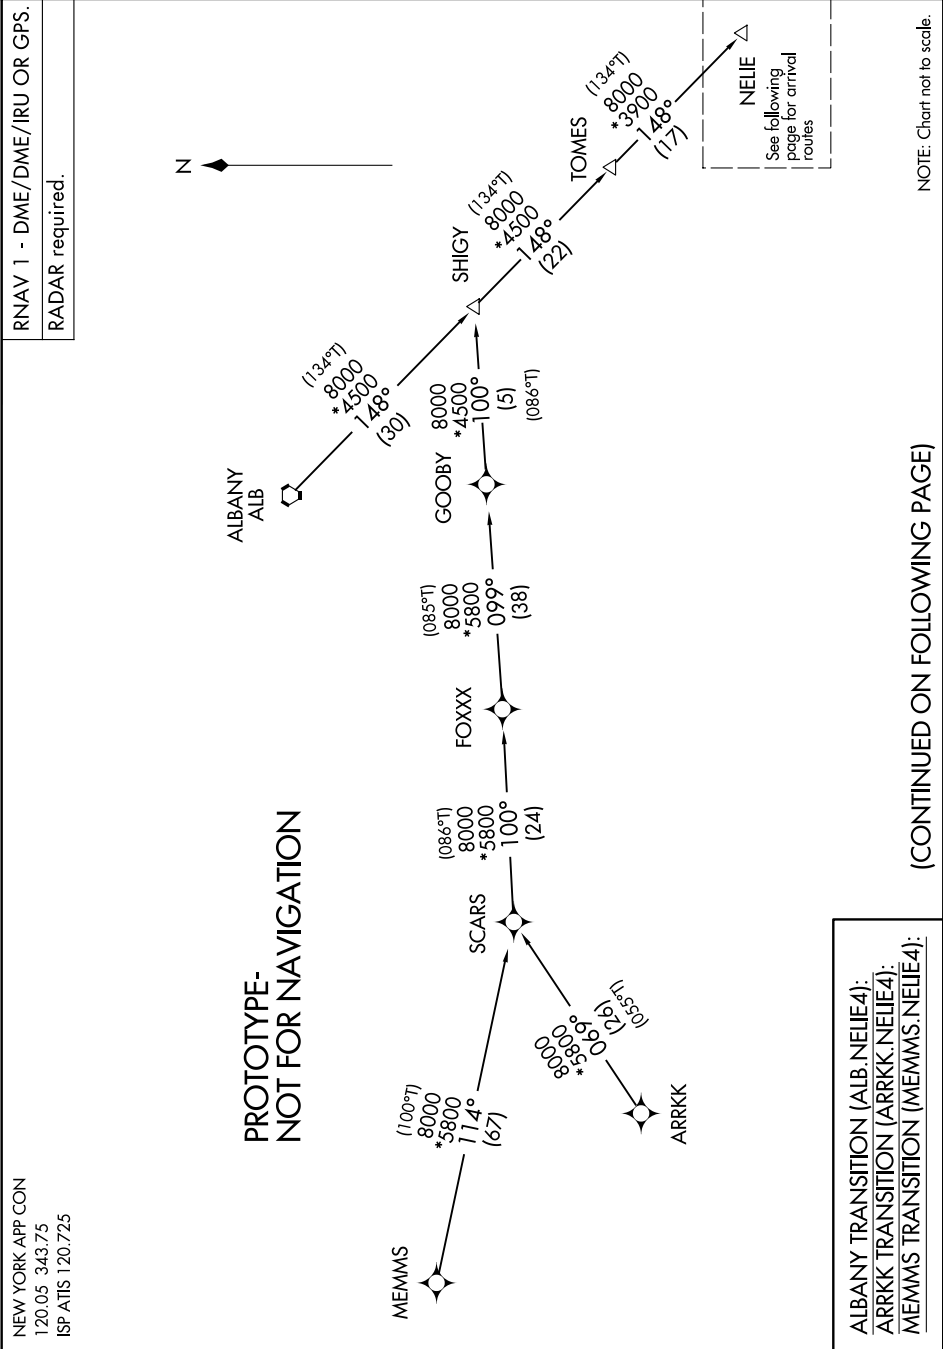 NEW YORK APP CON
120.05 343.75
ISP ATIS 120.725
RNAV 1 - DME/DME/IRU OR GPS.
RADAR required.
PROTOTYPE-
NOT FOR NAVIGATION
N
ALBANY
ALB
(134°T)
8000
*4500
148°
(30)
SHIGY
(134°T)
8000
*4500
148°
(22)
TOMES
(134°T)
8000
*3900
148°
(17)
NELIE
See following
page for arrival
routes
MEMMS
(100°T)
8000
*5800
114°
(67)
SCARS
(086°T)
8000
*5800
100°
(24)
FOXXX
(085°T)
8000
*5800
099°
(38)
GOOBY
8000
*4500
100°
(5)
(086°T)
8000
*5800
069°
(26)
(055°T)
ARRKK
NOTE: Chart not to scale.
(CONTINUED ON FOLLOWING PAGE)
ALBANY TRANSITION (ALB.NELIE4):
ARRKK TRANSITION (ARRKK.NELIE4):
MEMMS TRANSITION (MEMMS.NELIE4):